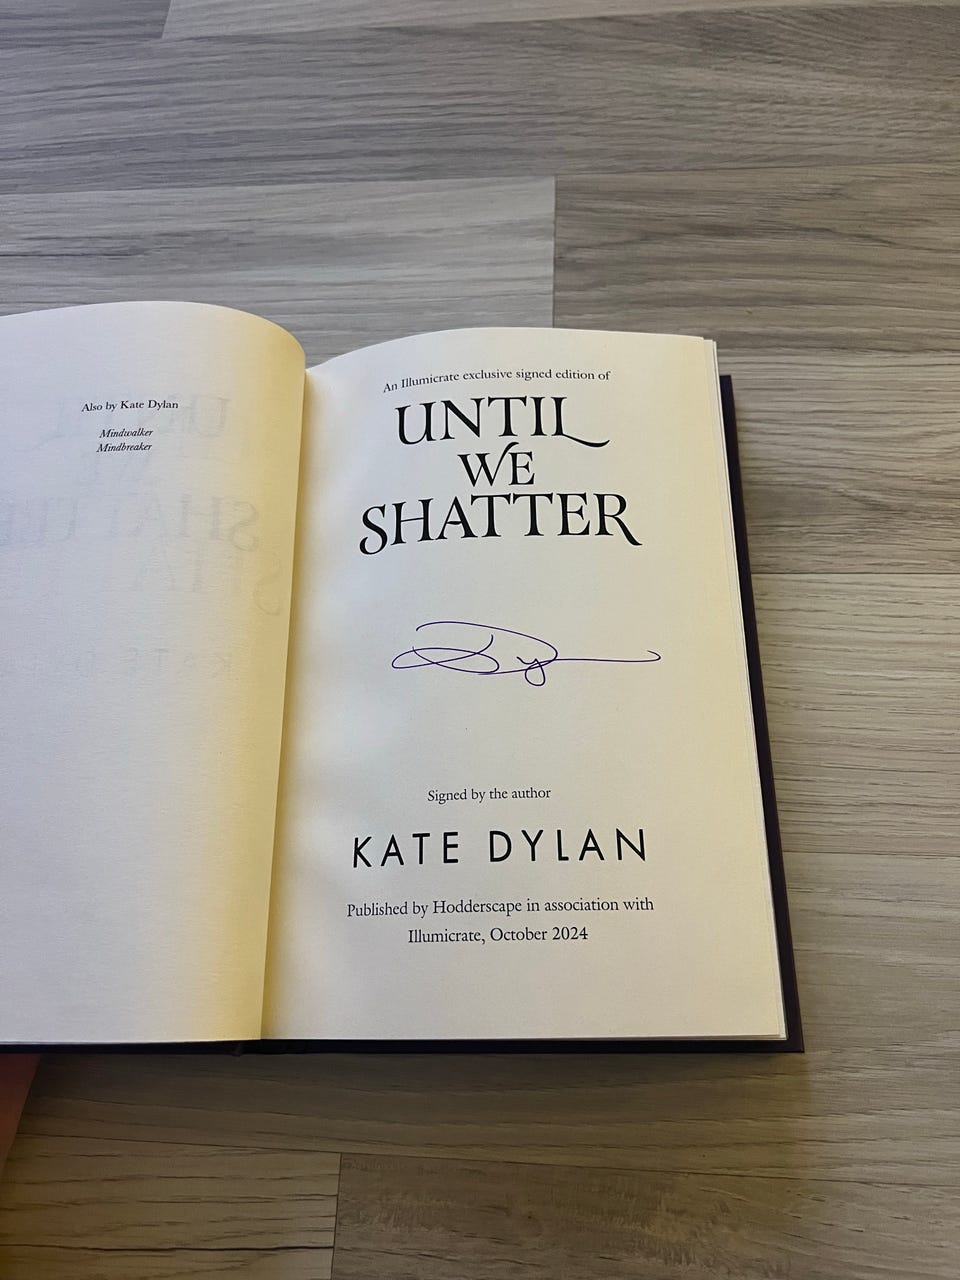 Also by Kate Dylan
Mindwalker
Mindbreaker
An Illumicrate exclusive signed edition of
UNTIL
WE
SHATTER
Signed by the author
KATE DYLAN
Published by Hodderscape in association with
Illumicrate, October 2024